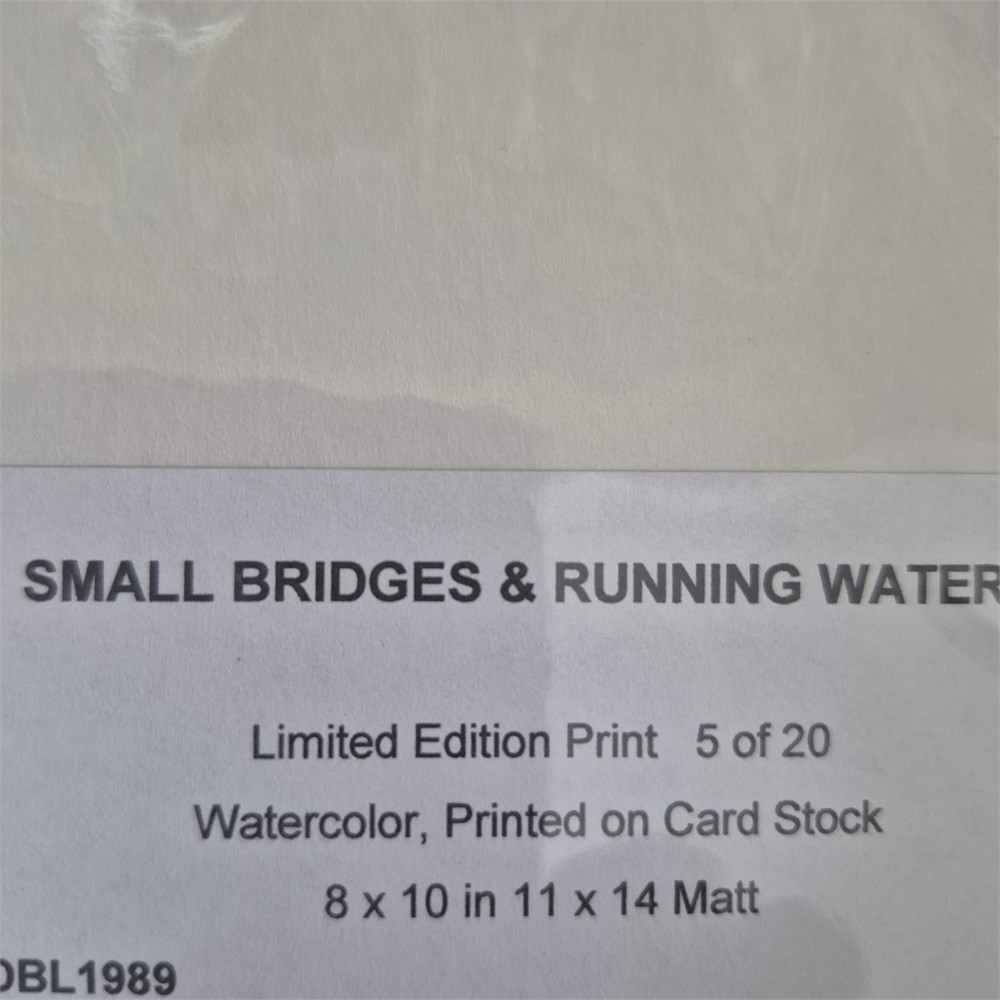 SMALL BRIDGES & RUNNING WATER
Limited Edition Print 5 of 20
Watercolor, Printed on Card Stock
8 x 10 in 11 x 14 Matt
DBL1989